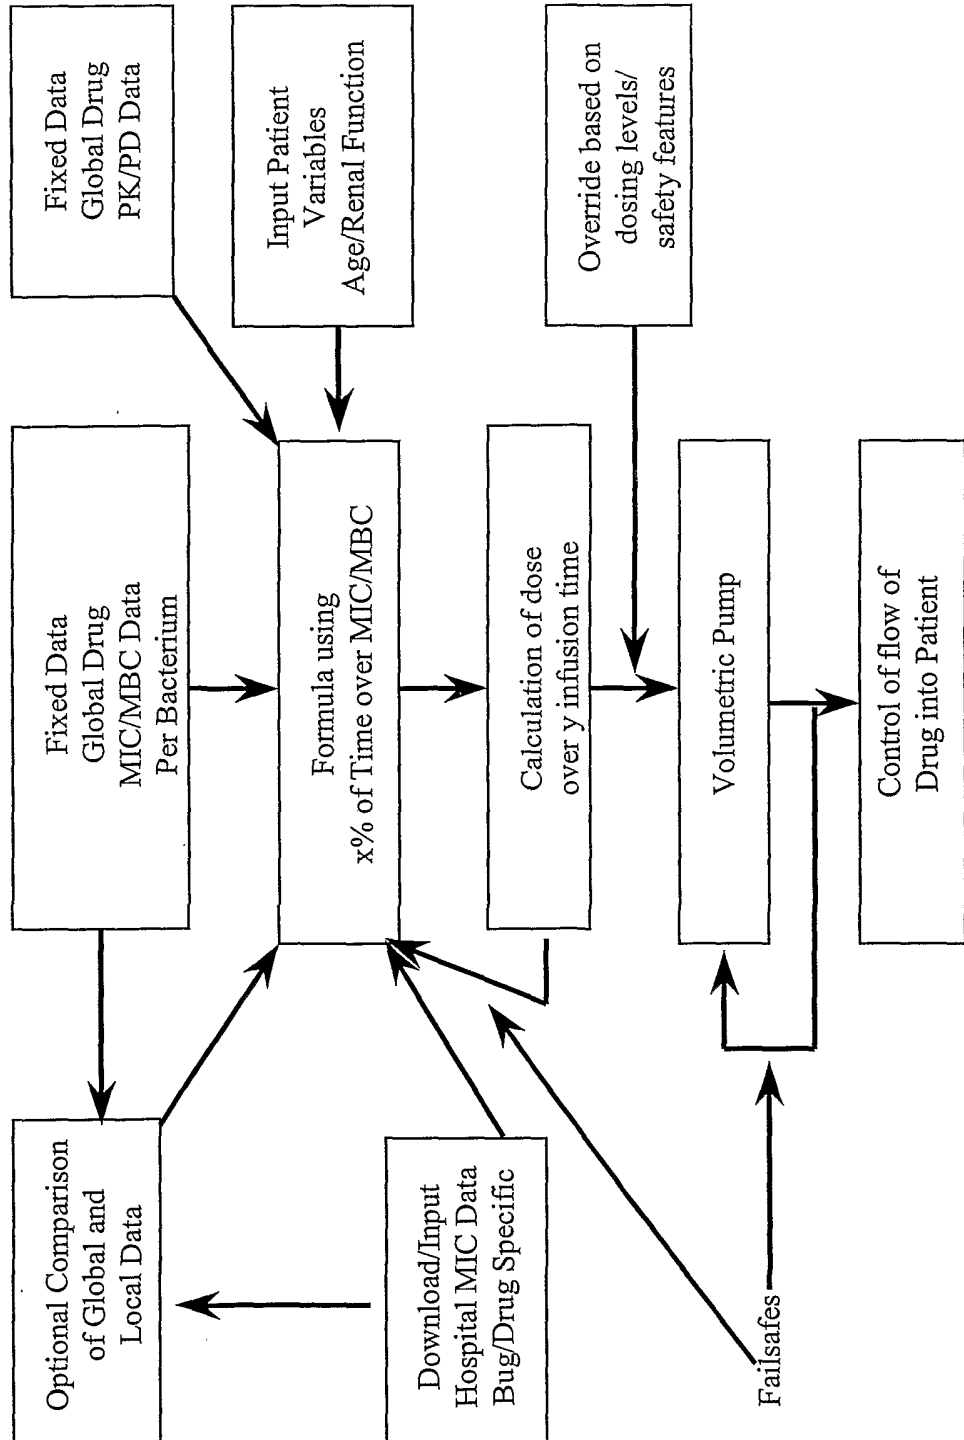 Fixed Data
Global Drug
PK/PD Data
Input Patient
Variables
Age/Renal Function
Override based on
dosing levels/
safety features
Fixed Data
Global Drug
MIC/MBC Data
Per Bacterium
Formula using
x% of Time over MIC/MBC
Calculation of dose
over y infusion time
Volumetric Pump
Control of flow of
Drug into Patient
Optional Comparison
of Global and
Local Data
Download/Input
Hospital MIC Data
Bug/Drug Specific
Failsafes